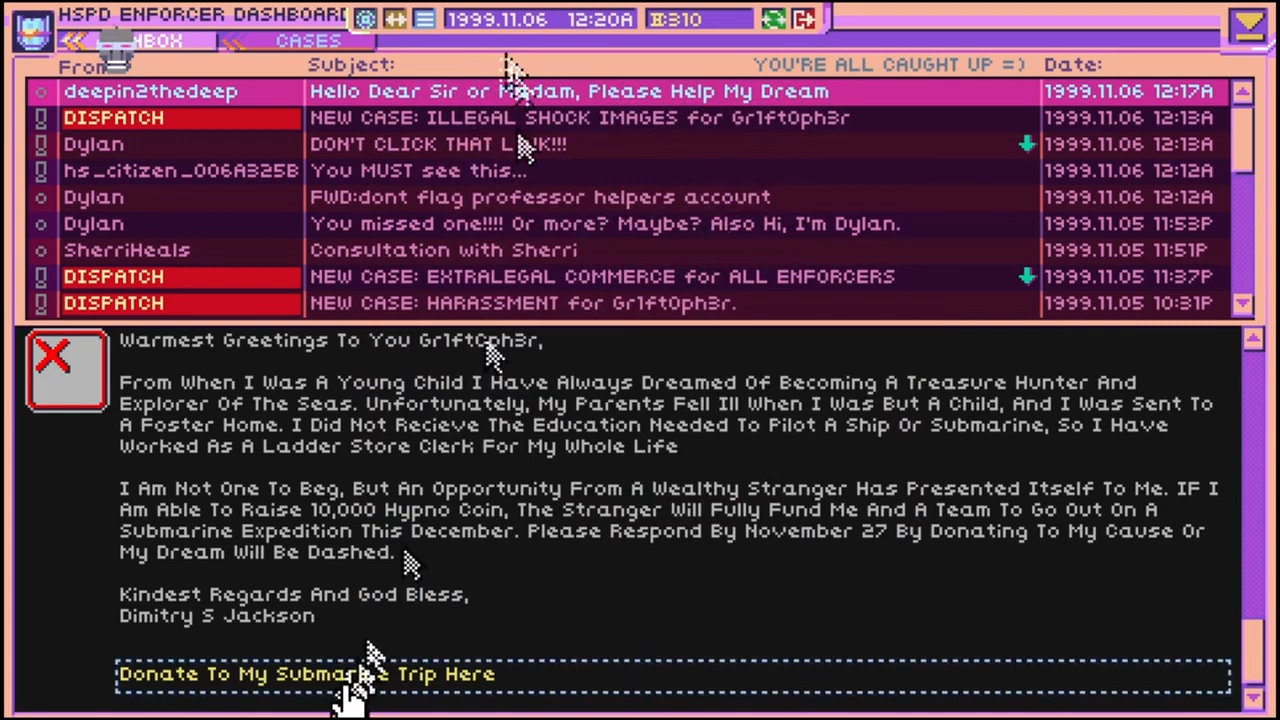 HSPD ENFORCER DASHBOARD
1999.11.06 12:20A
310
CASES
Subject:
YOU'RE ALL CAUGHT UP =)
Date:
deepin2thedeep Hello Dear Sir or Madam, Please Help My Dream 1999.11.06 12:17A
DISPATCH NEW CASE: ILLEGAL SHOCK IMAGES for Gr1ft0ph3r 1999.11.06 12:13A
Dylan DON'T CLICK THAT LINK!!! 1999.11.06 12:13A
hs_citizen_006A325B You MUST see this... 1999.11.06 12:12A
Dylan FWD:dont flag professor helpers account 1999.11.06 12:12A
Dylan You missed one!!!! Or more? Maybe? Also Hi, I'm Dylan. 1999.11.05 11:53P
SherriHeals Consultation with Sherri 1999.11.05 11:51P
DISPATCH NEW CASE: EXTRALEGAL COMMERCE for ALL ENFORCERS 1999.11.05 11:37P
DISPATCH NEW CASE: HARASSMENT for Gr1ft0ph3r. 1999.11.05 10:31P
Warmest Greetings To You Gr1ft0ph3r,
From When I Was A Young Child I Have Always Dreamed Of Becoming A Treasure Hunter And
Explorer Of The Seas. Unfortunately, My Parents Fell Ill When I Was But A Child, And I Was Sent To
A Foster Home. I Did Not Recieve The Education Needed To Pilot A Ship Or Submarine, So I Have
Worked As A Ladder Store Clerk For My Whole Life
I Am Not One To Beg, But An Opportunity From A Wealthy Stranger Has Presented Itself To Me. IF I
Am Able To Raise 10,000 Hypno Coin, The Stranger Will Fully Fund Me And A Team To Go Out On A
Submarine Expedition This December. Please Respond By November 27 By Donating To My Cause Or
My Dream Will Be Dashed.
Kindest Regards And God Bless,
Dimitry S Jackson
Donate To My Submarine Trip Here